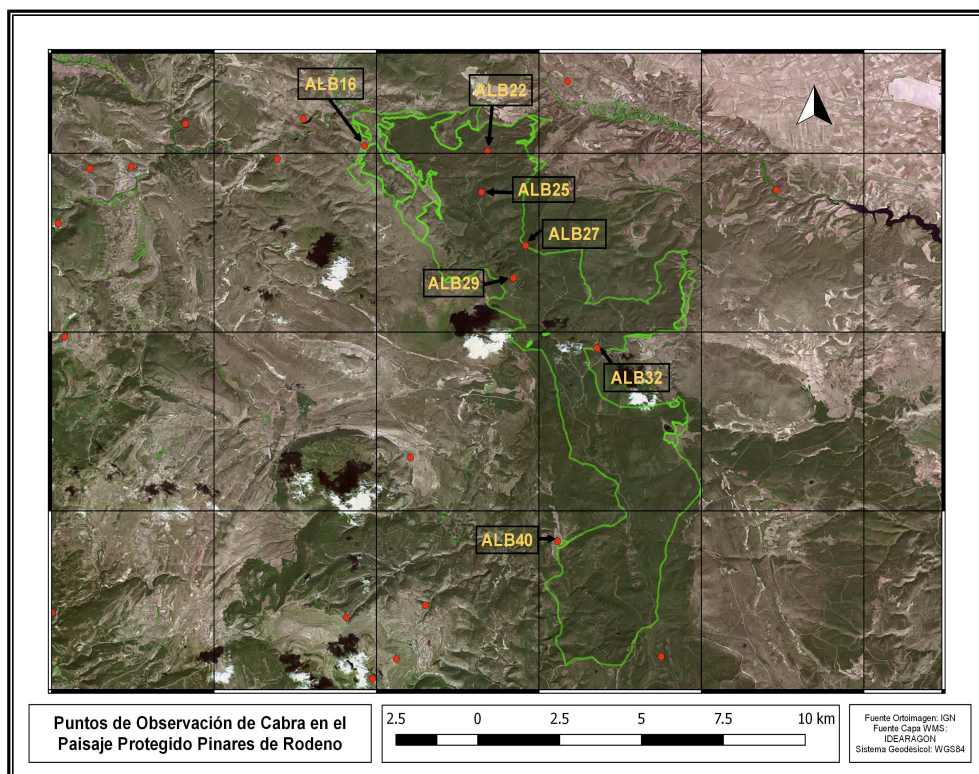 ALB16
ALB22
ALB25
ALB27
ALB29
ALB32
ALB40
Puntos de Observación de Cabra en el
Paisaje Protegido Pinares de Rodeno
2.5 0 2.5 5 7.5 10 km
Fuente Ortoimagen: IGN
Fuente Capa WMS:
IDEARAGON
Sistema Geodésicol: WGS84